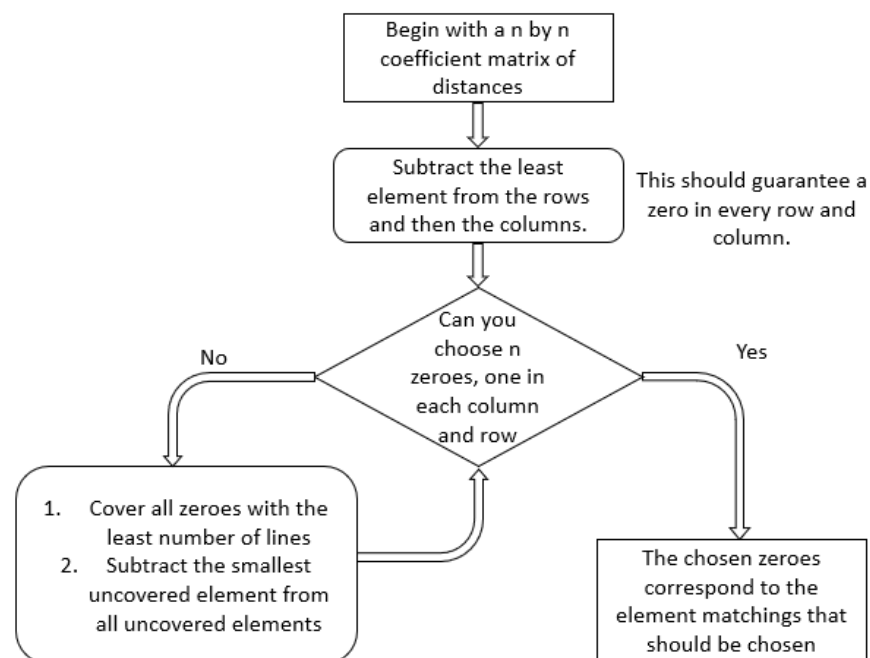 Begin with a n by n
coefficient matrix of
distances
Subtract the least
element from the rows
and then the columns.
This should guarantee a
zero in every row and
column.
Can you
choose n
zeroes, one in
each column
and row
No
Yes
1. Cover all zeroes with the
least number of lines
2. Subtract the smallest
uncovered element from
all uncovered elements
The chosen zeroes
correspond to the
element matchings that
should be chosen